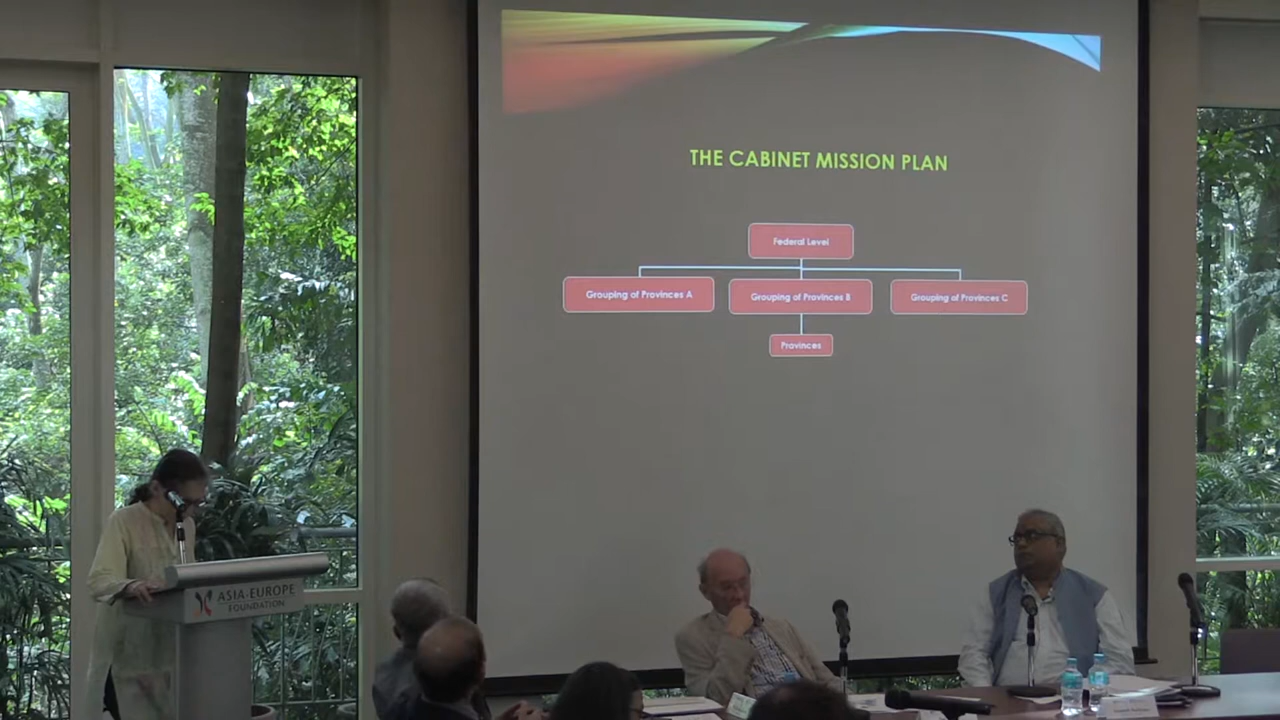 THE CABINET MISSION PLAN
Federal Level
Grouping of Provinces A
Grouping of Provinces B
Grouping of Provinces C
Provinces
ASIA-EUROPE
FOUNDATION